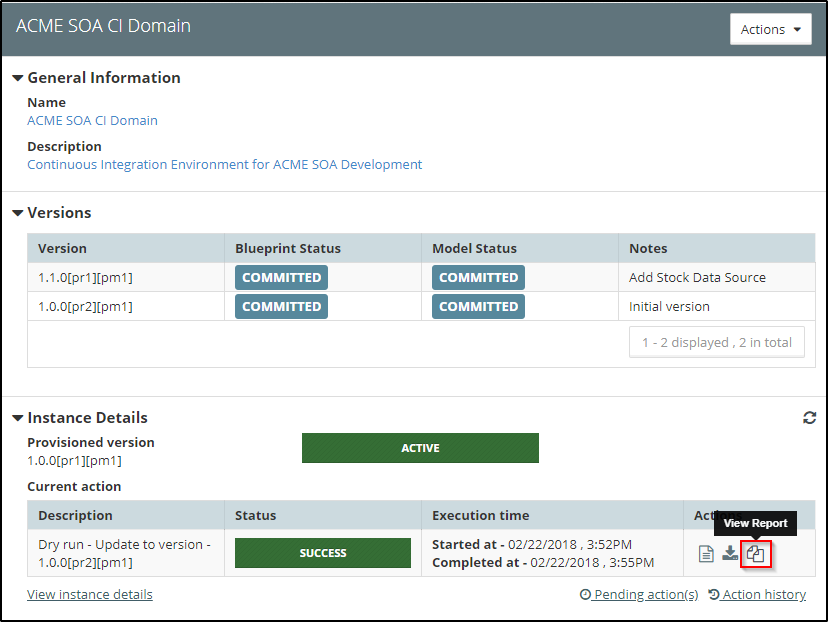 ACME SOA CI Domain
Actions
General Information
Name
ACME SOA CI Domain
Description
Continuous Integration Environment for ACME SOA Development
Versions
Version Blueprint Status Model Status Notes
1.1.0[pr1][pm1] COMMITTED COMMITTED Add Stock Data Source
1.0.0[pr2][pm1] COMMITTED COMMITTED Initial version
1 - 2 displayed , 2 in total
Instance Details
Provisioned version
ACTIVE
1.0.0[pr1][pm1]
Current action
Description Status Execution time
View Report
Dry run - Update to version - SUCCESS Started at - 02/22/2018 , 3:52PM
1.0.0[pr2][pm1] Completed at - 02/22/2018 , 3:55PM
View instance details Pending action(s) Action history